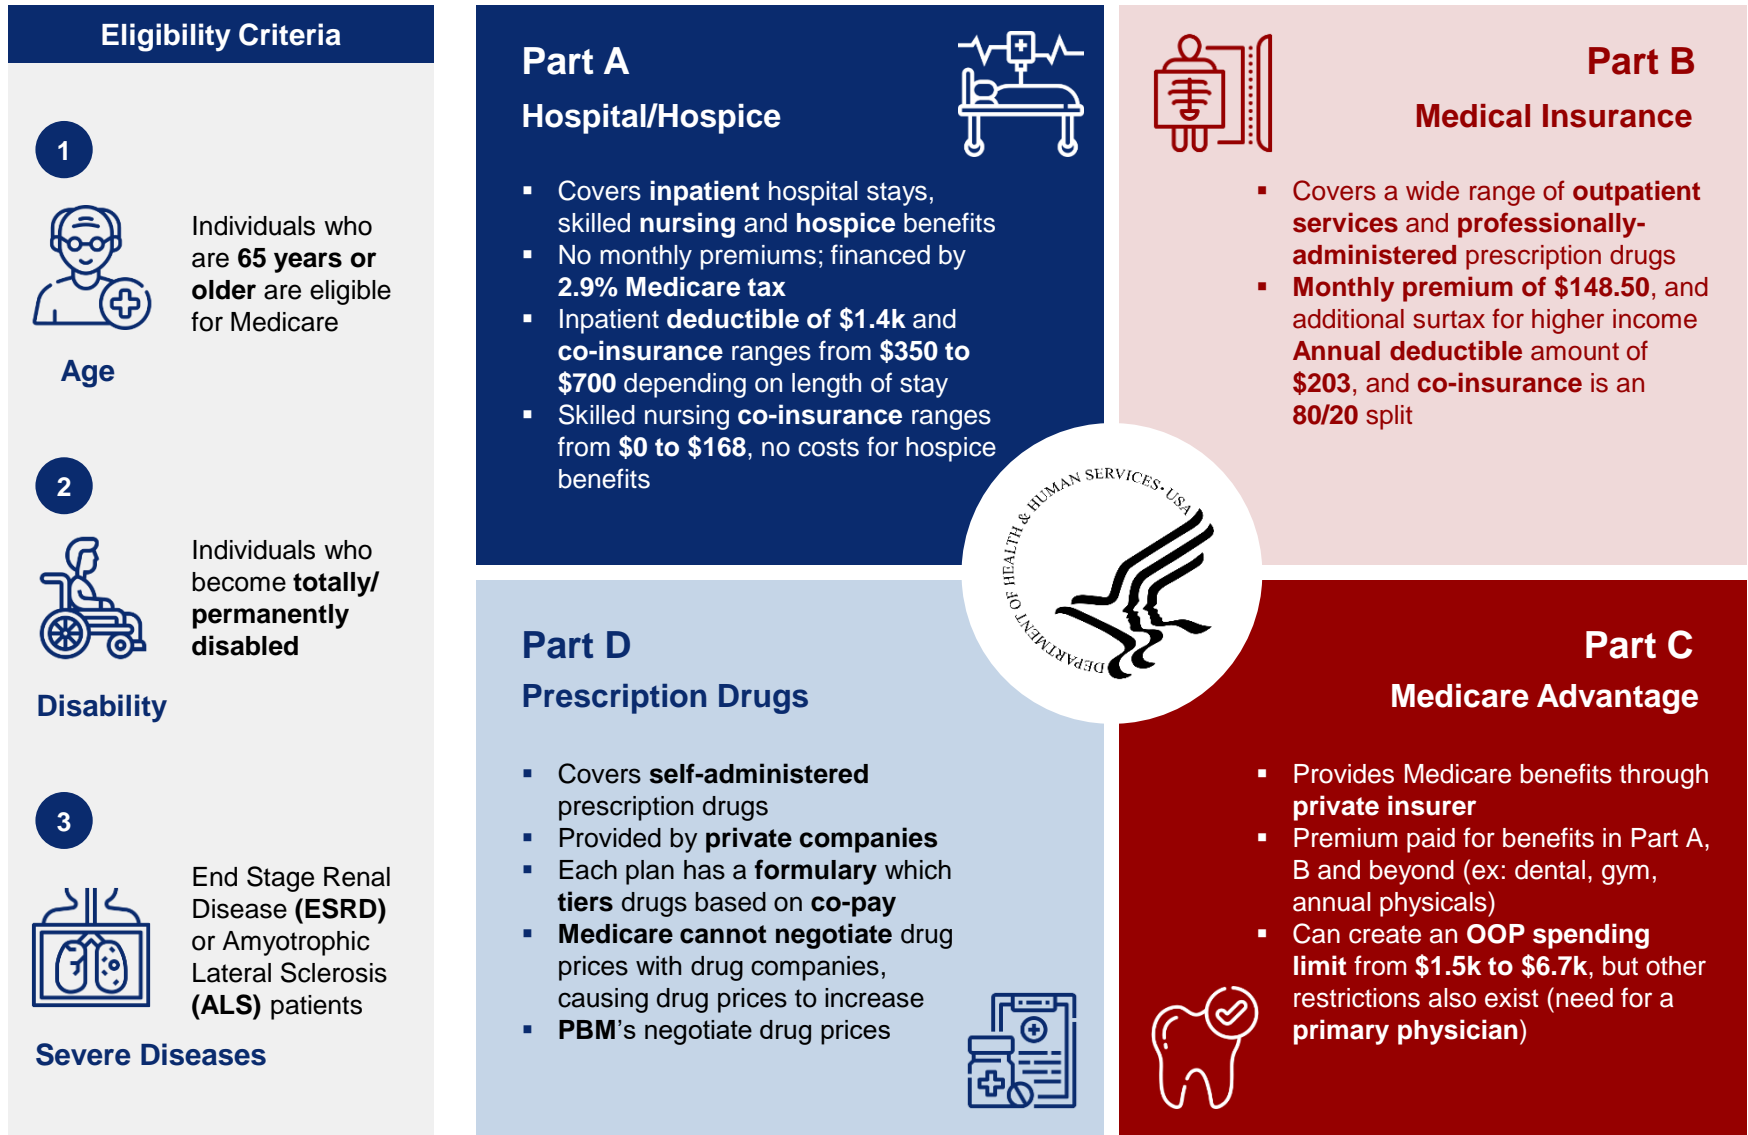 Eligibility Criteria
1
Individuals who
are 65 years or
older are eligible
for Medicare
Age
2
Individuals who
become totally/
permanently
disabled
Disability
3
End Stage Renal
Disease (ESRD)
or Amyotrophic
Lateral Sclerosis
(ALS) patients
Severe Diseases
Part A
Hospital/Hospice
▪ Covers inpatient hospital stays,
skilled nursing and hospice benefits
▪ No monthly premiums; financed by
2.9% Medicare tax
▪ Inpatient deductible of $1.4k and
co-insurance ranges from $350 to
$700 depending on length of stay
▪ Skilled nursing co-insurance ranges
from $0 to $168, no costs for hospice
benefits
Part B
Medical Insurance
▪ Covers a wide range of outpatient
services and professionally-
administered prescription drugs
▪ Monthly premium of $148.50, and
additional surtax for higher income
Annual deductible amount of
$203, and co-insurance is an
80/20 split
DEPARTMENT OF HEALTH & HUMAN SERVICES • USA
Part D
Prescription Drugs
▪ Covers self-administered
prescription drugs
▪ Provided by private companies
▪ Each plan has a formulary which
tiers drugs based on co-pay
▪ Medicare cannot negotiate drug
prices with drug companies,
causing drug prices to increase
▪ PBM's negotiate drug prices
Part C
Medicare Advantage
▪ Provides Medicare benefits through
private insurer
▪ Premium paid for benefits in Part A,
B and beyond (ex: dental, gym,
annual physicals)
▪ Can create an OOP spending
limit from $1.5k to $6.7k, but other
restrictions also exist (need for a
primary physician)